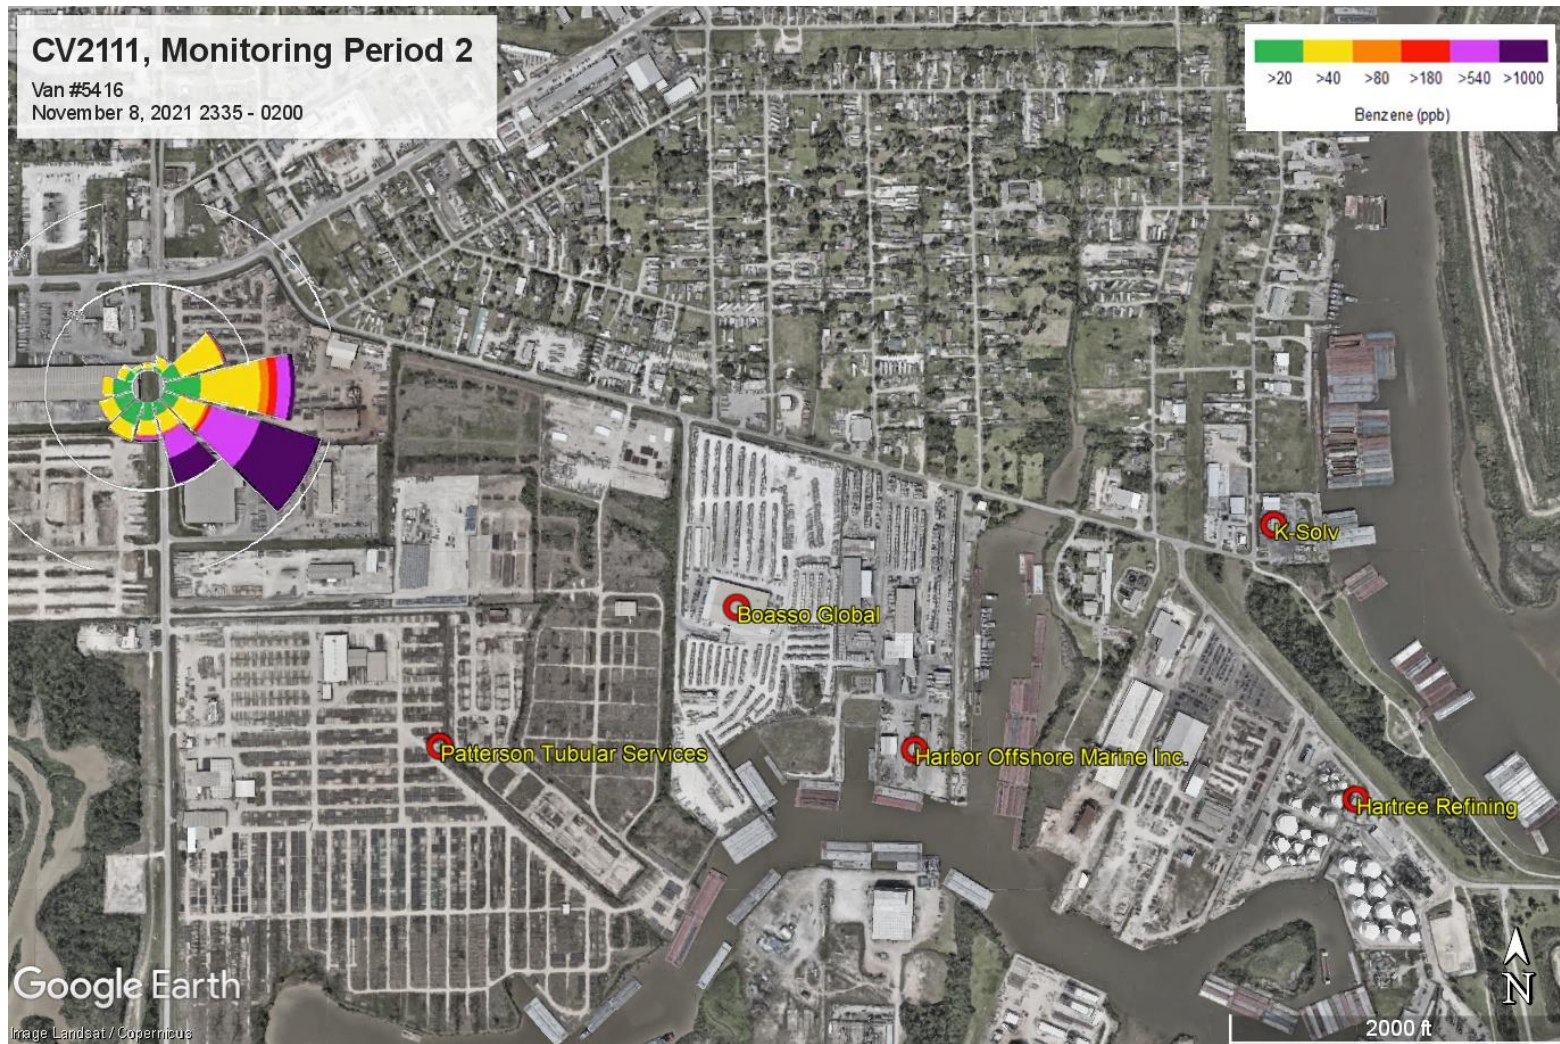 CV2111, Monitoring Period 2
Van #5416
November 8, 2021 2335 - 0200
>20 >40 >80 >180 >540 >1000
Benzene (ppb)
K-Solv
Boasso Global
Patterson Tubular Services
Harbor Offshore Marine Inc.
Hartree Refining
Google Earth
N
Image Landsat / Copernicus
2000 ft